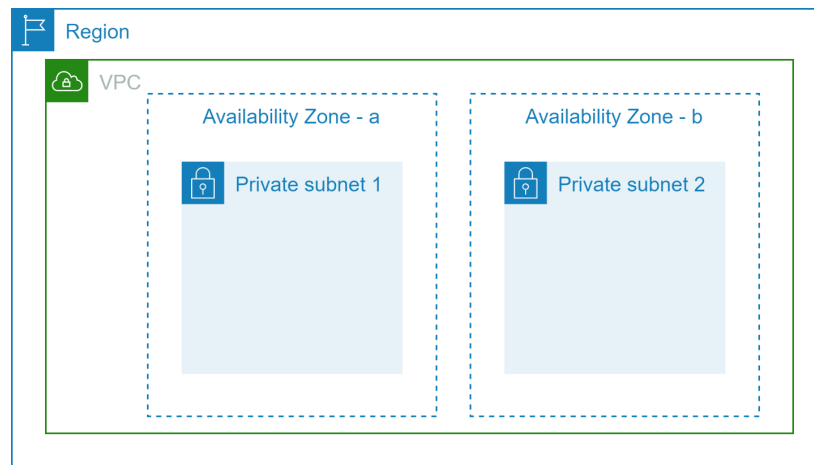 Region
VPC
Availability Zone - a
Availability Zone - b
Private subnet 1
Private subnet 2